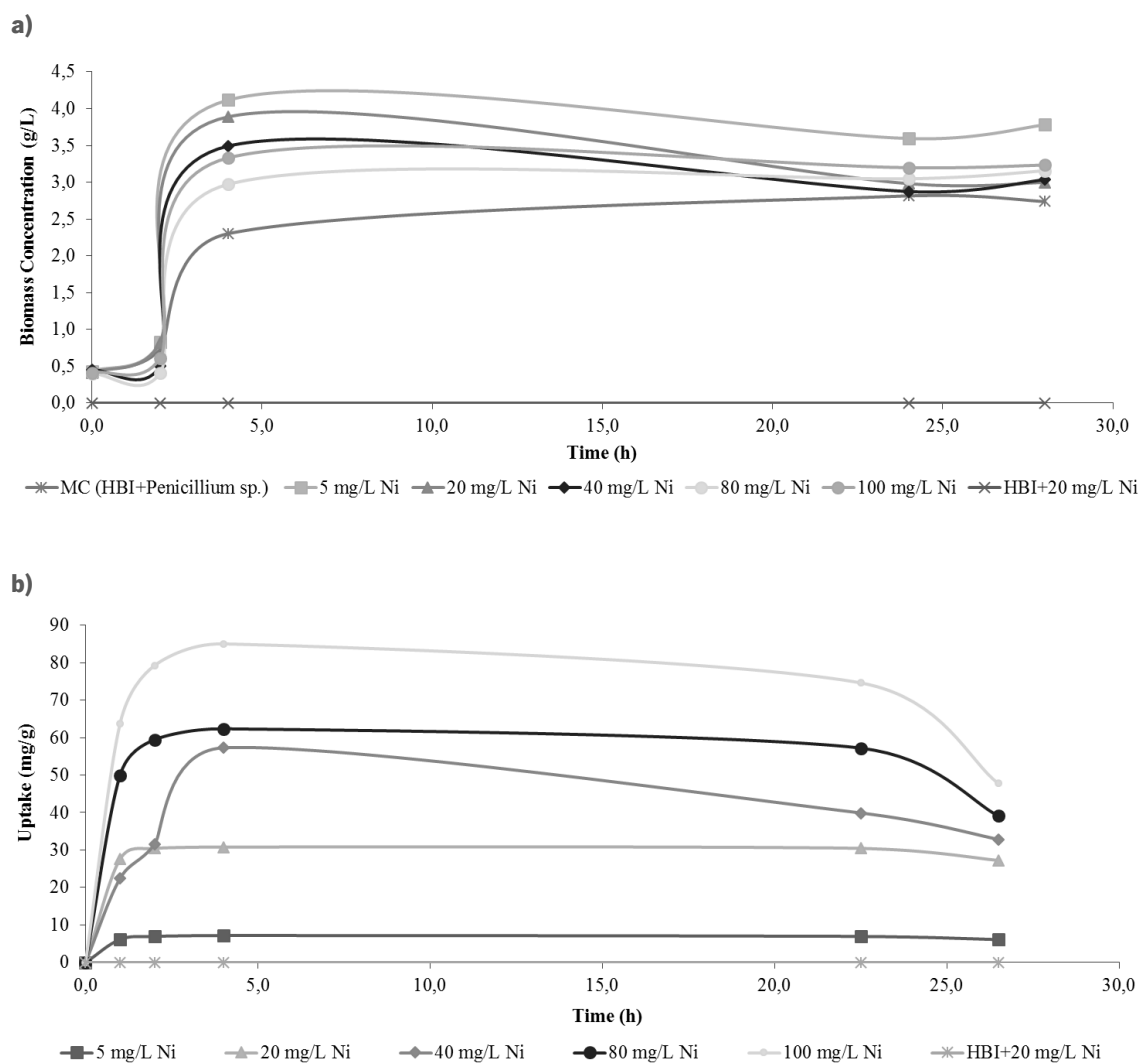 a)
Biomass Concentration (g/L)
4,5
4,0
3,5
3,0
2,5
2,0
1,5
1,0
0,5
0,0
0,0 5,0 10,0 15,0 20,0 25,0 30,0
Time (h)
MC (HBI+Penicillium sp.) 5 mg/L Ni 20 mg/L Ni 40 mg/L Ni 80 mg/L Ni 100 mg/L Ni HBI+20 mg/L Ni
b)
Uptake (mg/g)
90
80
70
60
50
40
30
20
10
0
0,0 5,0 10,0 15,0 20,0 25,0 30,0
Time (h)
5 mg/L Ni 20 mg/L Ni 40 mg/L Ni 80 mg/L Ni 100 mg/L Ni HBI+20 mg/L Ni